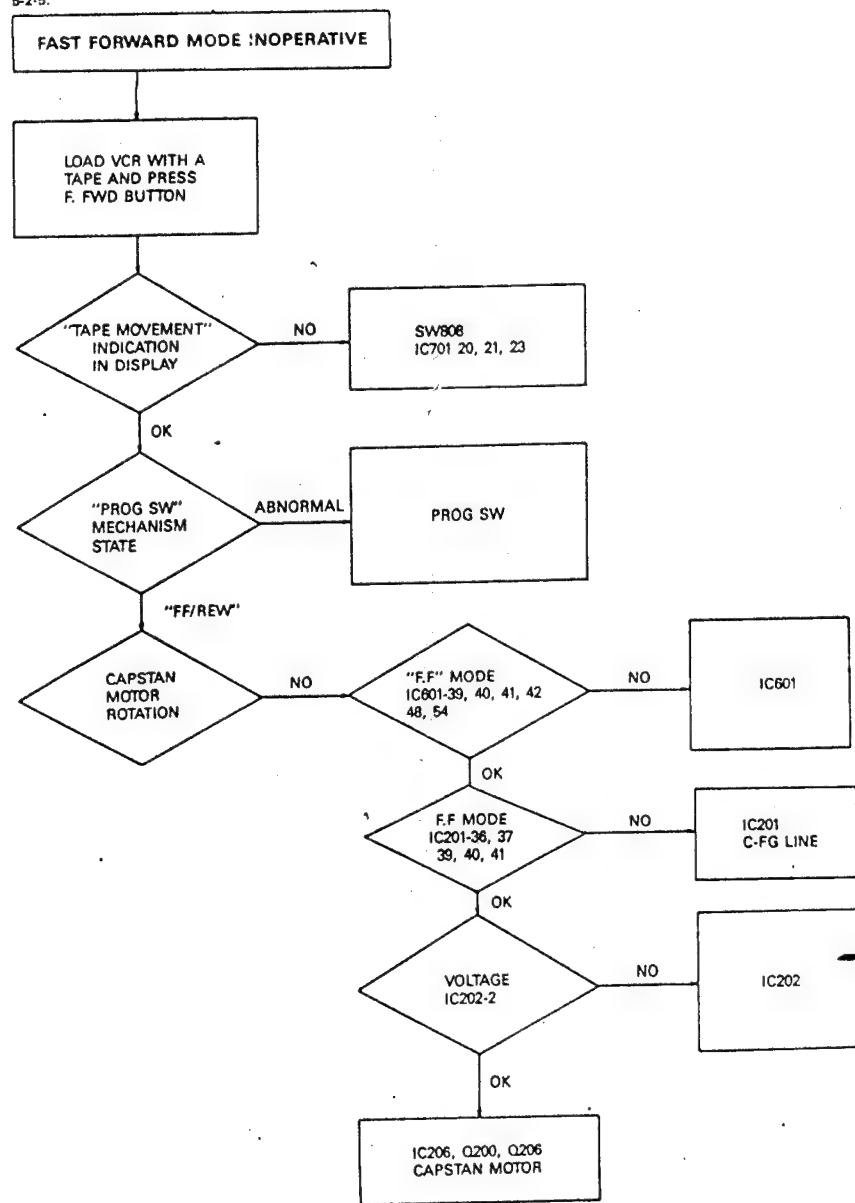 5-2-5.
FAST FORWARD MODE INOPERATIVE
LOAD VCR WITH A
TAPE AND PRESS
F. FWD BUTTON
"TAPE MOVEMENT"
INDICATION
IN DISPLAY
NO
SW808
IC701 20, 21, 23
OK
"PROG SW"
MECHANISM
STATE
ABNORMAL
PROG SW
"FF/REW"
CAPSTAN
MOTOR
ROTATION
NO
"F.F" MODE
IC601-39, 40, 41, 42
48, 54
NO
IC601
OK
F.F MODE
IC201-36, 37
39, 40, 41
NO
IC201
C-FG LINE
OK
VOLTAGE
IC202-2
NO
IC202
OK
IC206, Q200, Q206
CAPSTAN MOTOR